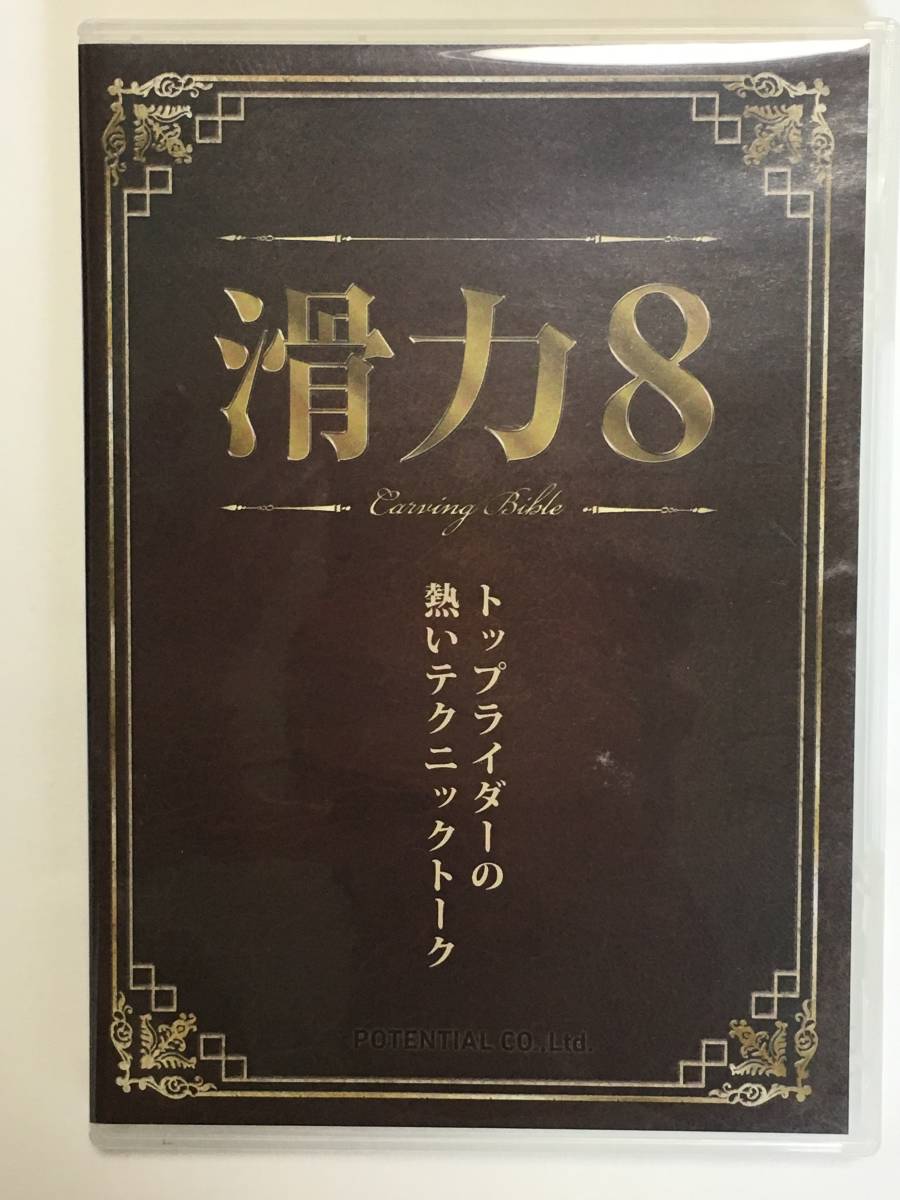 滑力8
Carving Bible
トップライダーの
熱いテクニックトーク
POTENTIAL CO.,Ltd.